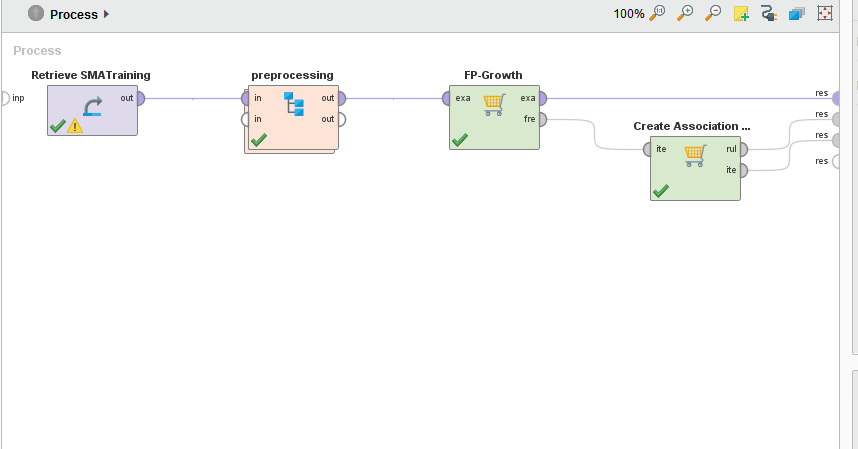 Process
100%
Process
Retrieve SMATraining
preprocessing
FP-Growth
inp
out
in
out
in
out
exa
exa
fre
res
res
res
res
Create Association ...
ite
rul
ite